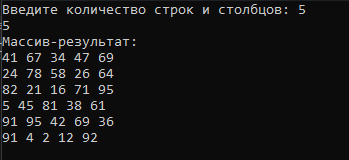 Введите количество строк и столбцов: 5
5
Массив-результат:
41 67 34 47 69
24 78 58 26 64
82 21 16 71 95
5 45 81 38 61
91 95 42 69 36
91 4 2 12 92